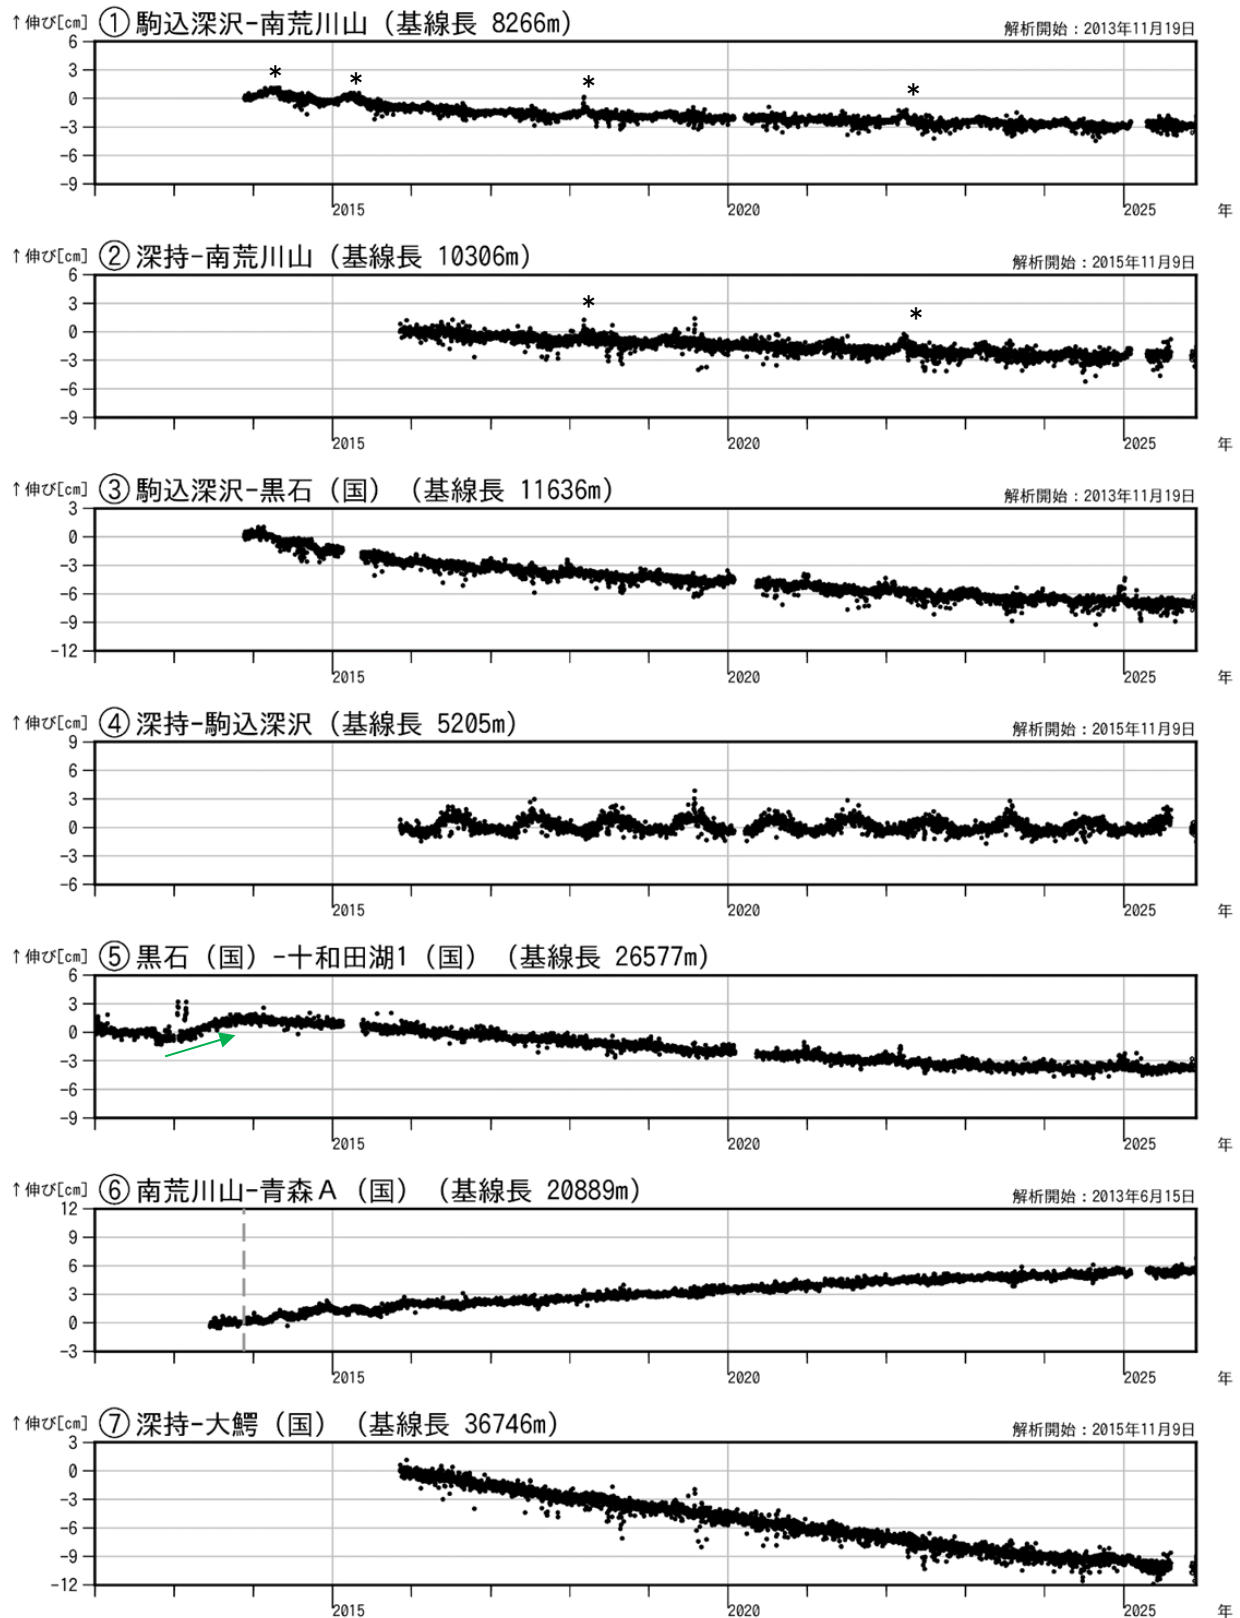 ↑伸び[cm] ①駒込深沢-南荒川山（基線長 8266m）
解析開始：2013年11月19日
6
3
0
-3
-6
-9
* * * *
2015 2020 2025 年
↑伸び[cm] ②深持-南荒川山（基線長 10306m）
解析開始：2015年11月9日
6
3
0
-3
-6
-9
* *
2015 2020 2025 年
↑伸び[cm] ③駒込深沢-黒石（国）（基線長 11636m）
解析開始：2013年11月19日
3
0
-3
-6
-9
-12
2015 2020 2025 年
↑伸び[cm] ④深持-駒込深沢（基線長 5205m）
解析開始：2015年11月9日
9
6
3
0
-3
-6
2015 2020 2025 年
↑伸び[cm] ⑤黒石（国）-十和田湖1（国）（基線長 26577m）
6
3
0
-3
-6
-9
2015 2020 2025 年
↑伸び[cm] ⑥南荒川山-青森Ａ（国）（基線長 20889m）
解析開始：2013年6月15日
12
9
6
3
0
-3
2015 2020 2025 年
↑伸び[cm] ⑦深持-大鰐（国）（基線長 36746m）
解析開始：2015年11月9日
3
0
-3
-6
-9
-12
2015 2020 2025 年